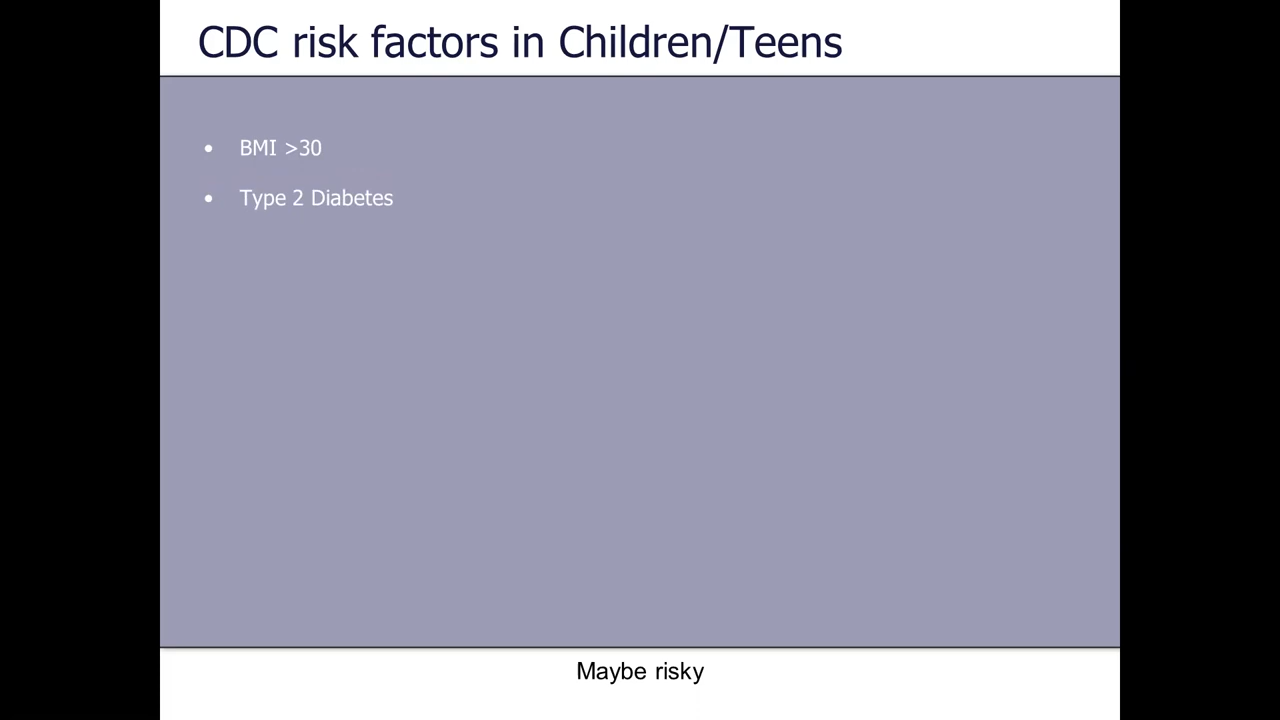 CDC risk factors in Children/Teens
• BMI >30
• Type 2 Diabetes
Maybe risky